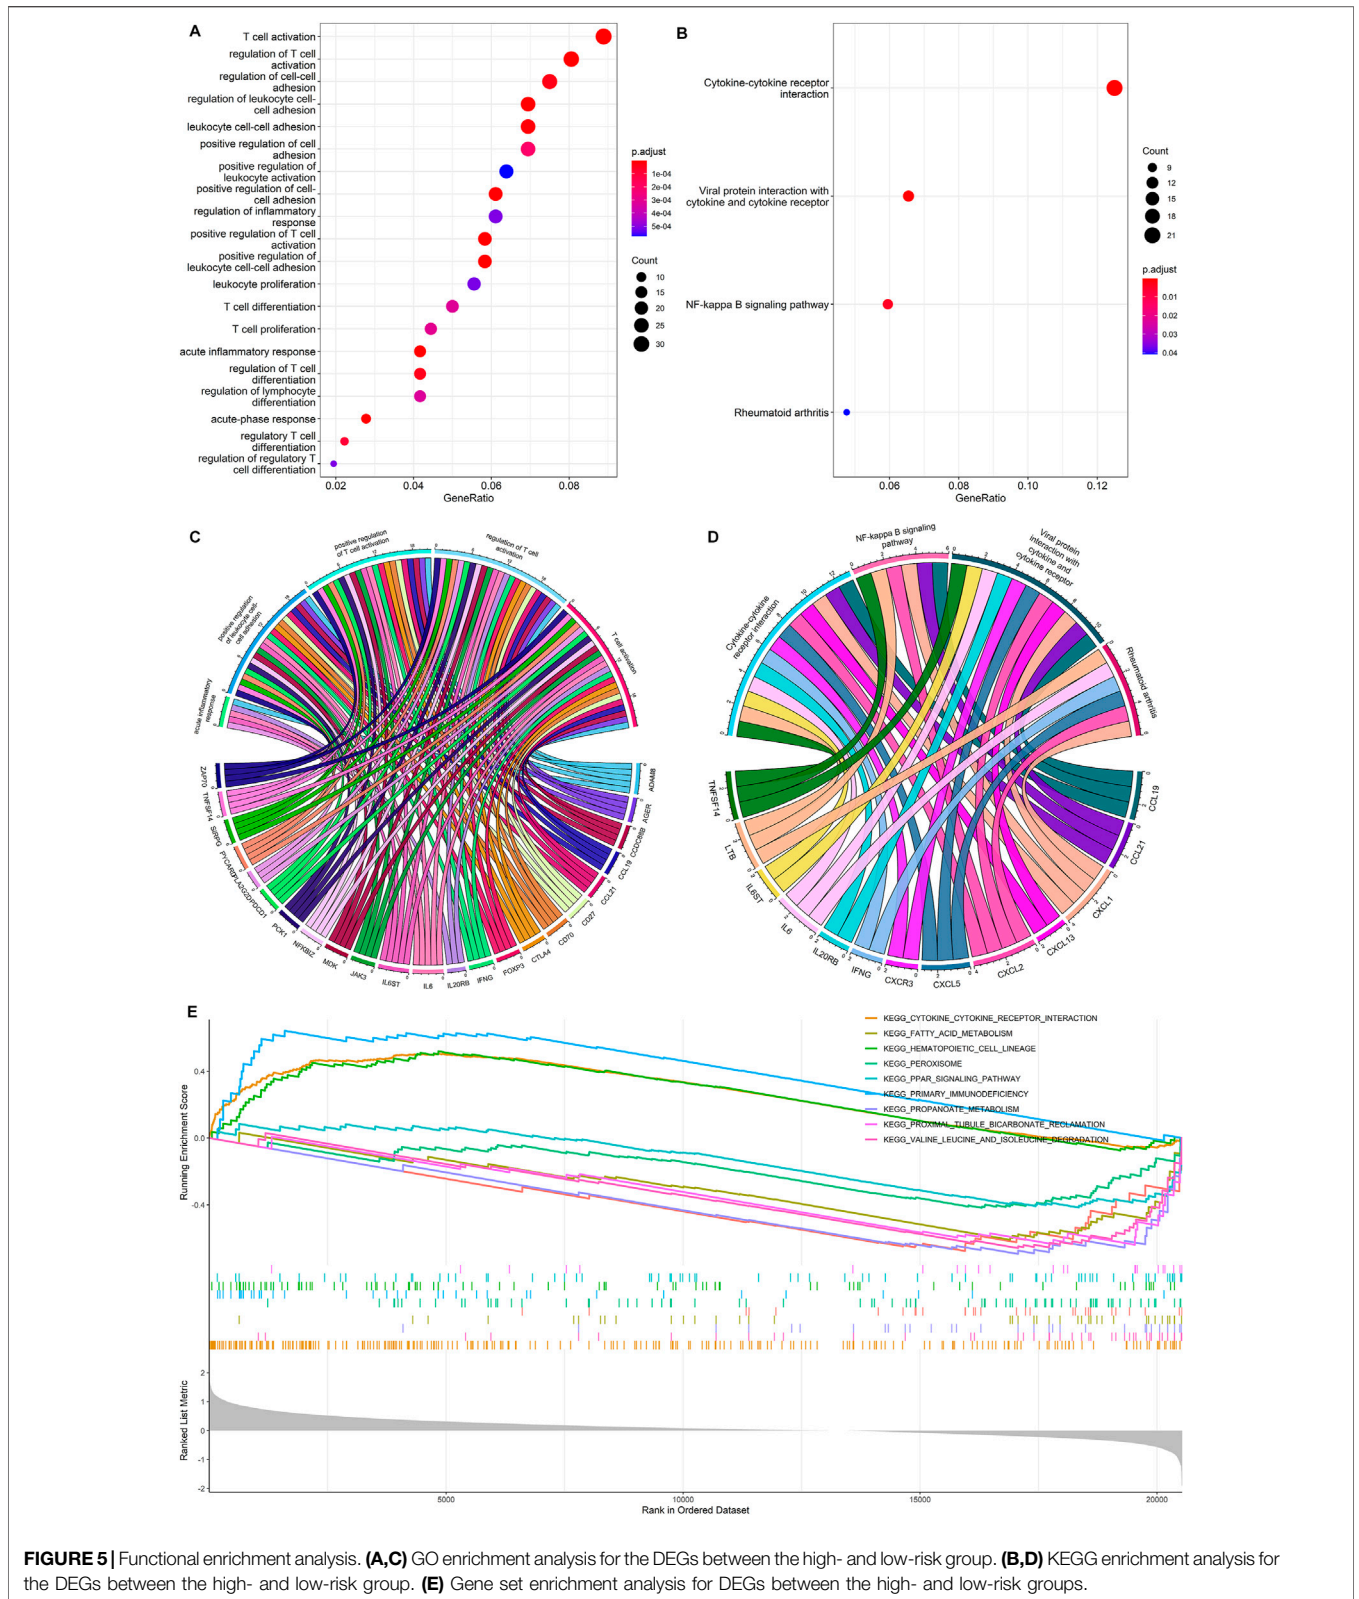 A
T cell activation
regulation of T cell
activation
regulation of cell-cell
adhesion
regulation of leukocyte cell-
cell adhesion
leukocyte cell-cell adhesion
positive regulation of cell
adhesion
positive regulation of
leukocyte activation
positive regulation of cell-
cell adhesion
regulation of inflammatory
response
positive regulation of T cell
activation
positive regulation of
leukocyte cell-cell adhesion
leukocyte proliferation
T cell differentiation
T cell proliferation
acute inflammatory response
regulation of T cell
differentiation
regulation of lymphocyte
differentiation
acute-phase response
regulatory T cell
differentiation
regulation of regulatory T
cell differentiation
0.02 0.04 0.06 0.08
GeneRatio
p.adjust
1e-04
2e-04
3e-04
4e-04
5e-04
Count
10
15
20
25
30
B
Cytokine-cytokine receptor
interaction
Viral protein interaction with
cytokine and cytokine receptor
NF-kappa B signaling pathway
Rheumatoid arthritis
0.06 0.08 0.10 0.12
GeneRatio
Count
9
12
15
18
21
p.adjust
0.01
0.02
0.03
0.04
C
acute inflammatory
response
positive regulation
of leukocyte cell-
cell adhesion
positive regulation
of T cell activation
regulation of T cell
activation
T cell activation
ZAP70
TNFSF14
SIRPG
PYCARD
PLA2G2D
PDCD1
PCK1
NFKBIZ
MDK
JAK3
IL6ST
IL6
IL20RB
IFNG
FOXP3
CTLA4
CD70
CD27
CCL21
CCL19
CCDC88B
AGER
ADAM8
D
Cytokine-cytokine
receptor interaction
NF-kappa B signaling
pathway
Viral protein
interaction with
cytokine and
cytokine receptor
Rheumatoid arthritis
TNFSF14
LTB
IL6ST
IL6
IL20RB
IFNG
CXCR3
CXCL5
CXCL2
CXCL13
CXCL1
CCL21
CCL19
E
KEGG_CYTOKINE_CYTOKINE_RECEPTOR_INTERACTION
KEGG_FATTY_ACID_METABOLISM
KEGG_HEMATOPOIETIC_CELL_LINEAGE
KEGG_PEROXISOME
KEGG_PPAR_SIGNALING_PATHWAY
KEGG_PRIMARY_IMMUNODEFICIENCY
KEGG_PROPANOATE_METABOLISM
KEGG_PROXIMAL_TUBULE_BICARBONATE_RECLAMATION
KEGG_VALINE_LEUCINE_AND_ISOLEUCINE_DEGRADATION
Running Enrichment Score
0.4
0.0
-0.4
Ranked List Metric
2
1
0
-1
-2
5000 10000 15000 20000
Rank in Ordered Dataset
FIGURE 5 | Functional enrichment analysis. (A,C) GO enrichment analysis for the DEGs between the high- and low-risk group. (B,D) KEGG enrichment analysis for
the DEGs between the high- and low-risk group. (E) Gene set enrichment analysis for DEGs between the high- and low-risk groups.